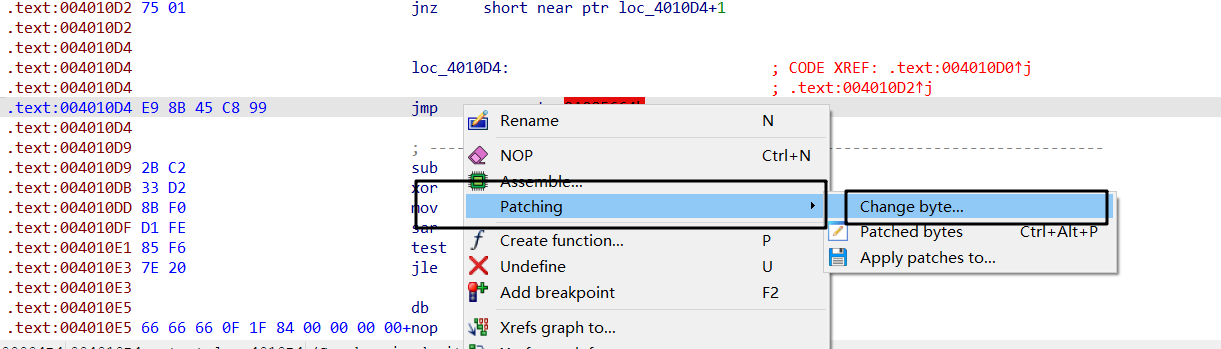 .text:004010D2 75 01 jnz short near ptr loc_4010D4+1
.text:004010D2
.text:004010D4
.text:004010D4 loc_4010D4: ; CODE XREF: .text:004010D0↑j
.text:004010D4 ; .text:004010D2↑j
.text:004010D4 E9 8B 45 C8 99 jmp
.text:004010D4 Rename N
.text:004010D9 ; ----
.text:004010D9 2B C2 sub NOP Ctrl+N
.text:004010DB 33 D2 xor Assemble...
.text:004010DD 8B F0 mov Patching Change byte...
.text:004010DF D1 FE sar Patched bytes Ctrl+Alt+P
.text:004010E1 85 F6 test Create function... P
.text:004010E3 7E 20 jle Undefine U Apply patches to...
.text:004010E3 Add breakpoint F2
.text:004010E5 db
.text:004010E5 66 66 66 0F 1F 84 00 00 00 00+nop Xrefs graph to...